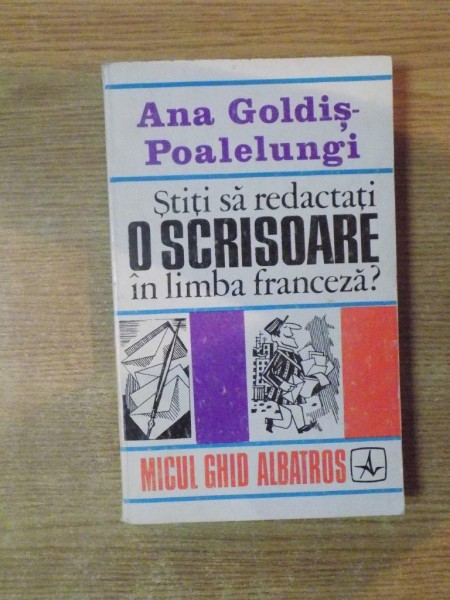 Ana Goldiș-
Poalelungi
Știți să redactați
O SCRISOARE
în limba franceză?
MICUL GHID ALBATROS